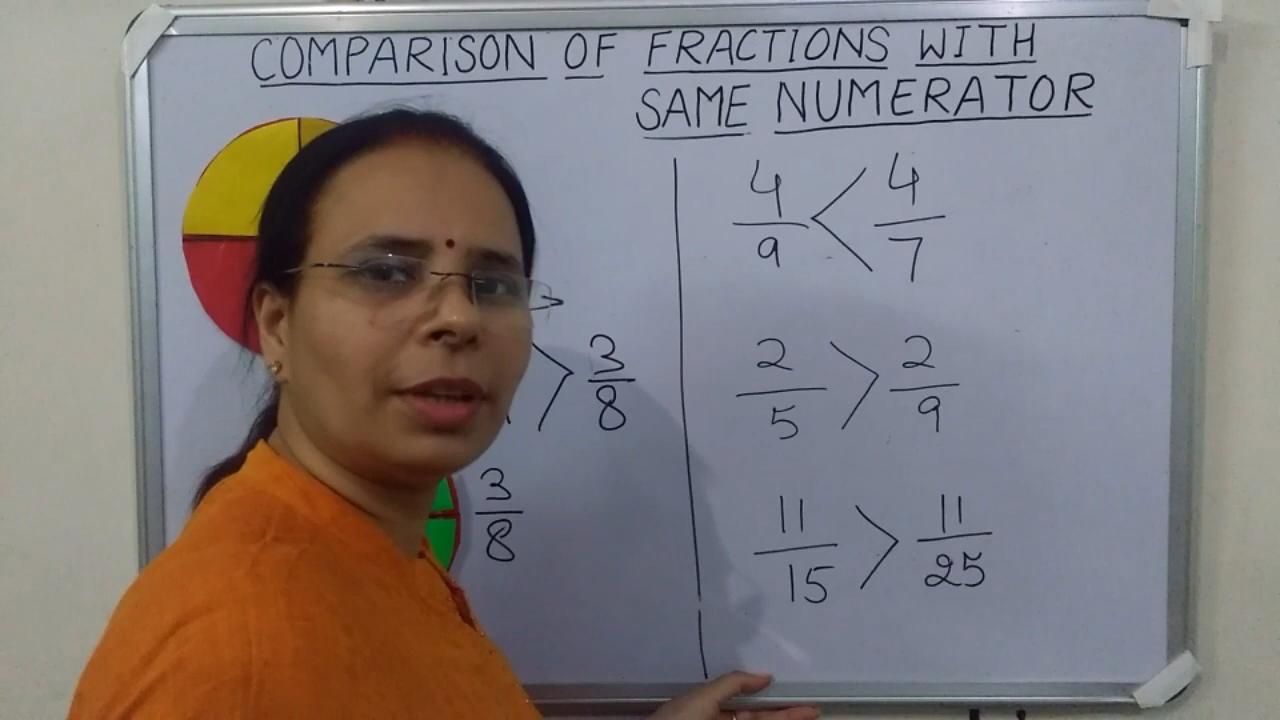 COMPARISON OF FRACTIONS WITH
SAME NUMERATOR
> 3/8
3/8
4/9 < 4/7
2/5 > 2/9
11/15 > 11/25